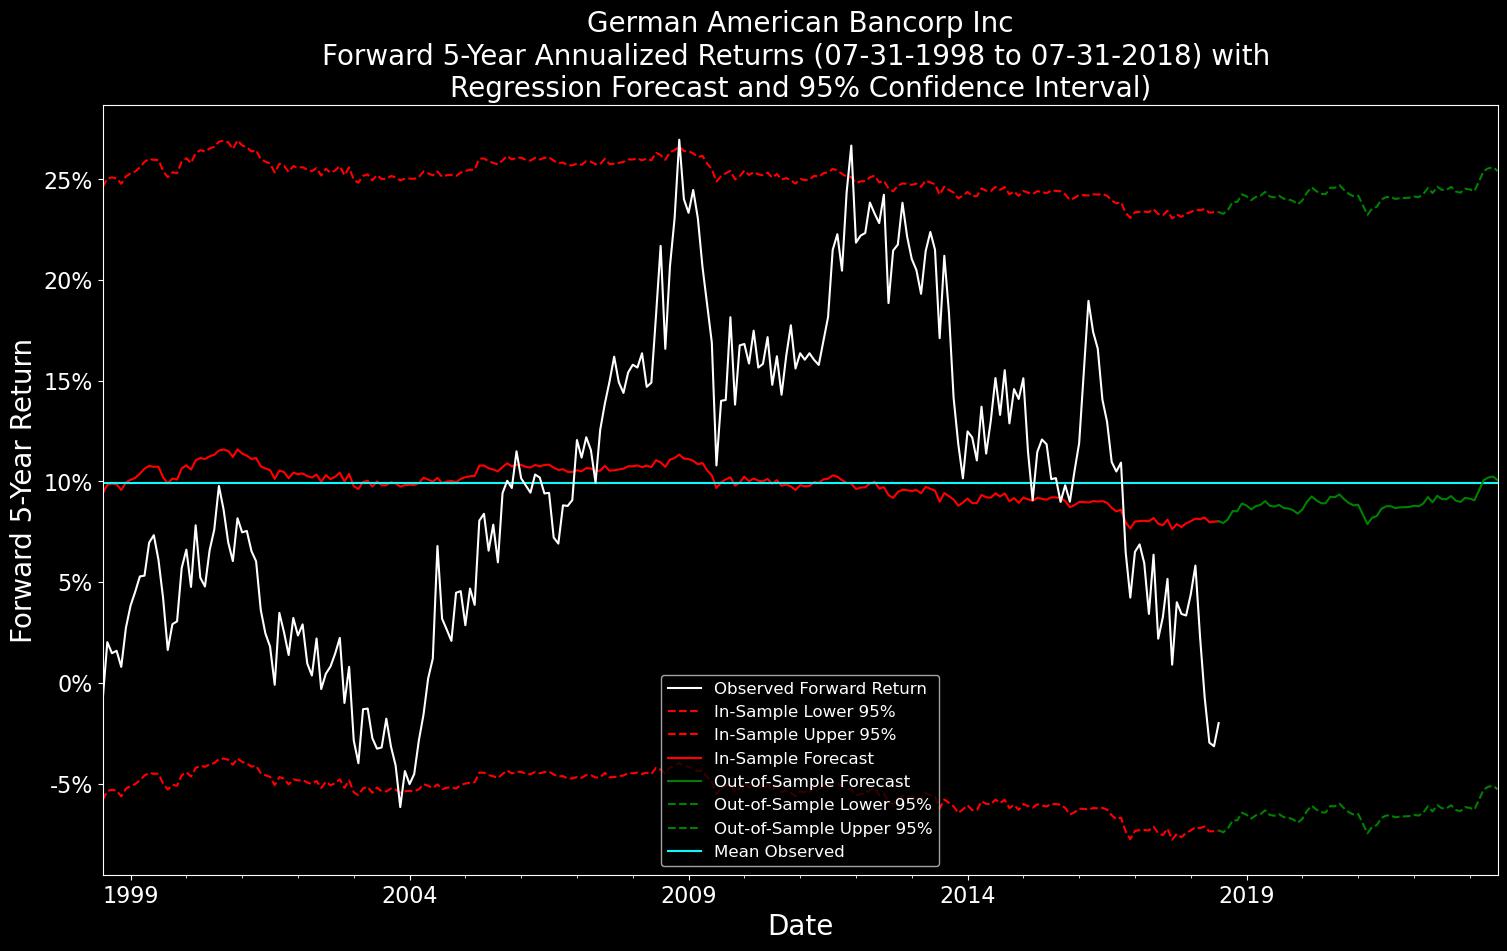 German American Bancorp Inc
Forward 5-Year Annualized Returns (07-31-1998 to 07-31-2018) with
Regression Forecast and 95% Confidence Interval)
Forward 5-Year Return
25%
20%
15%
10%
5%
0%
-5%
Observed Forward Return
In-Sample Lower 95%
In-Sample Upper 95%
In-Sample Forecast
Out-of-Sample Forecast
Out-of-Sample Lower 95%
Out-of-Sample Upper 95%
Mean Observed
1999 2004 2009 2014 2019
Date